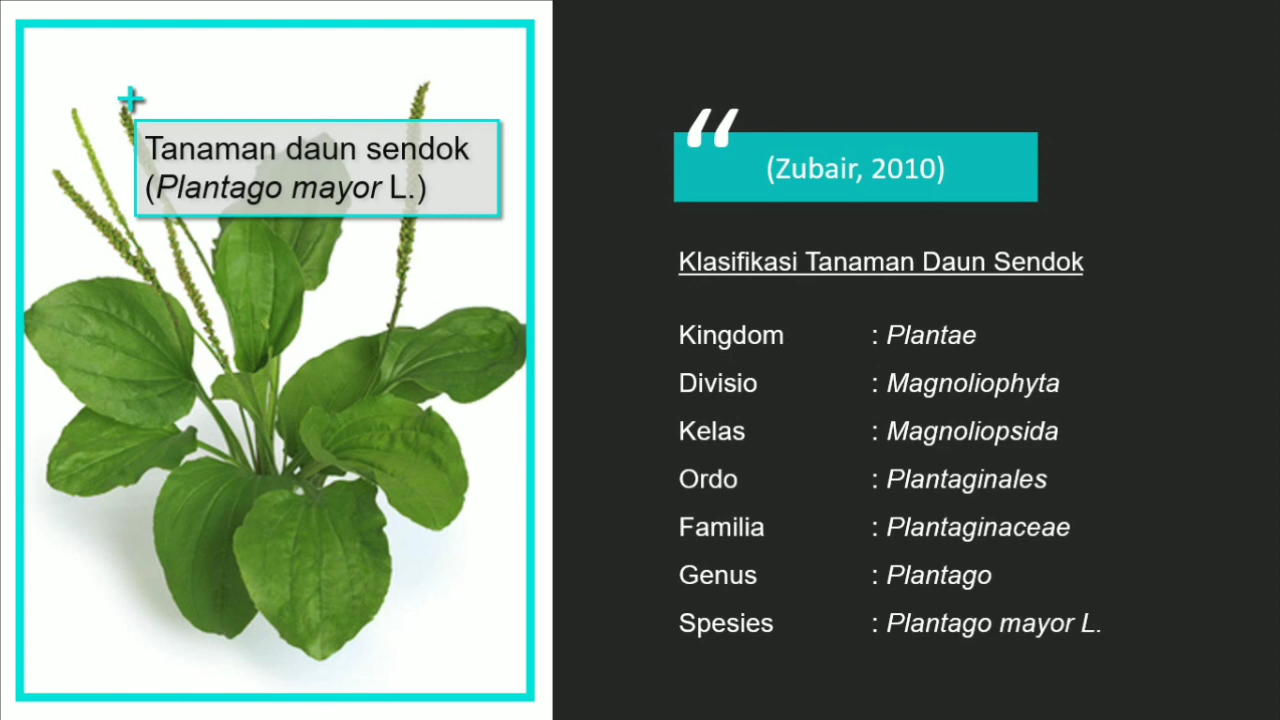 Tanaman daun sendok
(Plantago mayor L.)
“
(Zubair, 2010)
Klasifikasi Tanaman Daun Sendok
Kingdom : Plantae
Divisio : Magnoliophyta
Kelas : Magnoliopsida
Ordo : Plantaginales
Familia : Plantaginaceae
Genus : Plantago
Spesies : Plantago mayor L.